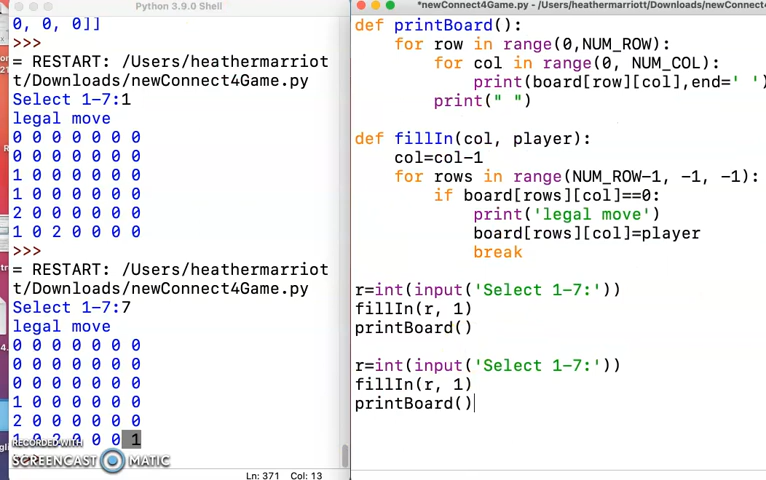 Python 3.9.0 Shell
0, 0, 0]]
>>>
= RESTART: /Users/heathermarriot
t/Downloads/newConnect4Game.py
Select 1-7:1
legal move
0 0 0 0 0 0 0
0 0 0 0 0 0 0
1 0 0 0 0 0 0
1 0 0 0 0 0 0
2 0 0 0 0 0 0
1 0 2 0 0 0 0
>>>
= RESTART: /Users/heathermarriot
t/Downloads/newConnect4Game.py
Select 1-7:7
legal move
0 0 0 0 0 0 0
0 0 0 0 0 0 0
0 0 0 0 0 0 0
1 0 0 0 0 0 0
2 0 0 0 0 0 0
1 0 2 0 0 0 1
RECORDED WITH
SCREENCAST MATIC
Ln: 371 Col: 13
*newConnect4Game.py - /Users/heathermarriott/Downloads/newConnect4Game
def printBoard():
    for row in range(0,NUM_ROW):
        for col in range(0, NUM_COL):
            print(board[row][col],end=' ')
        print(" ")
def fillIn(col, player):
    col=col-1
    for rows in range(NUM_ROW-1, -1, -1):
        if board[rows][col]==0:
            print('legal move')
            board[rows][col]=player
            break
r=int(input('Select 1-7:'))
fillIn(r, 1)
printBoard()
r=int(input('Select 1-7:'))
fillIn(r, 1)
printBoard()